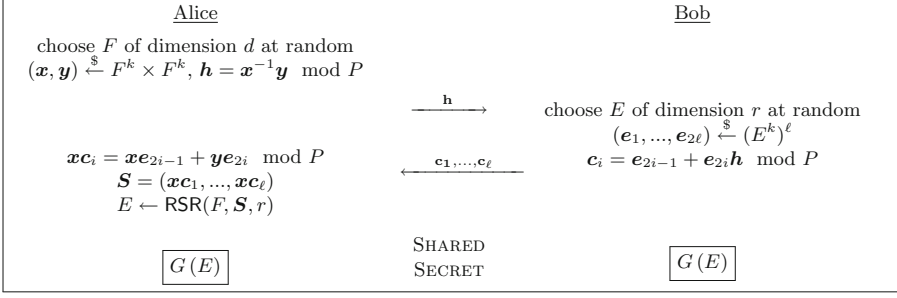 Alice
Bob
choose F of dimension d at random
(x, y) $← F^k × F^k, h = x^{-1}y mod P
h
choose E of dimension r at random
(e_1, ..., e_{2ℓ}) $← (E^k)^ℓ
xc_i = xe_{2i−1} + ye_{2i} mod P
c_1,...,c_ℓ
c_i = e_{2i−1} + e_{2i}h mod P
S = (xc_1, ..., xc_ℓ)
E ← RSR(F, S, r)
SHARED
SECRET
G (E)
G (E)